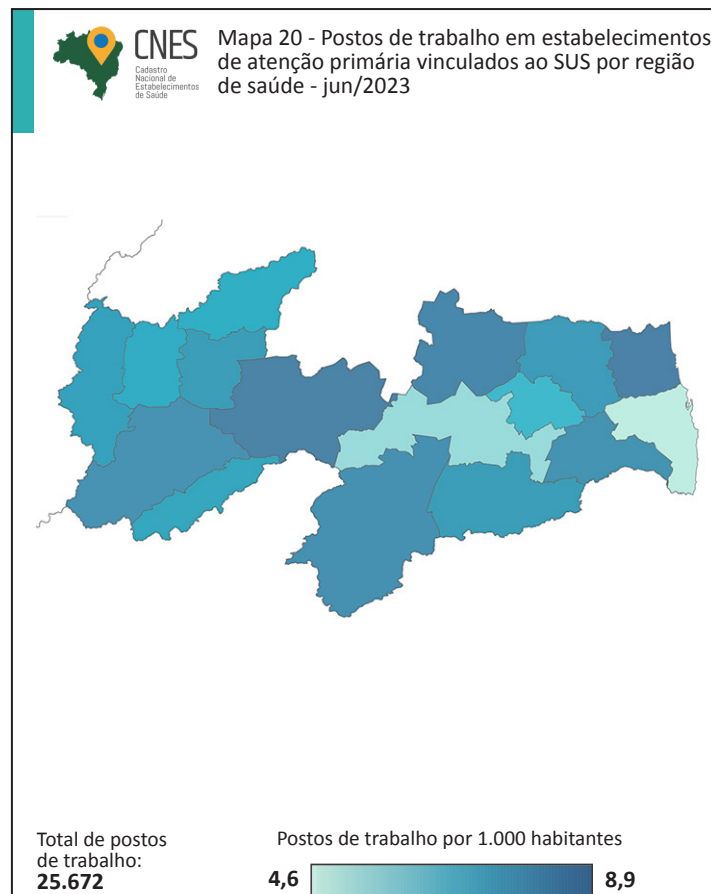 CNES
Cadastro
Nacional de
Estabelecimentos
de Saúde
Mapa 20 - Postos de trabalho em estabelecimentos
de atenção primária vinculados ao SUS por região
de saúde - jun/2023
Total de postos
de trabalho:
25.672
Postos de trabalho por 1.000 habitantes
4,6
8,9